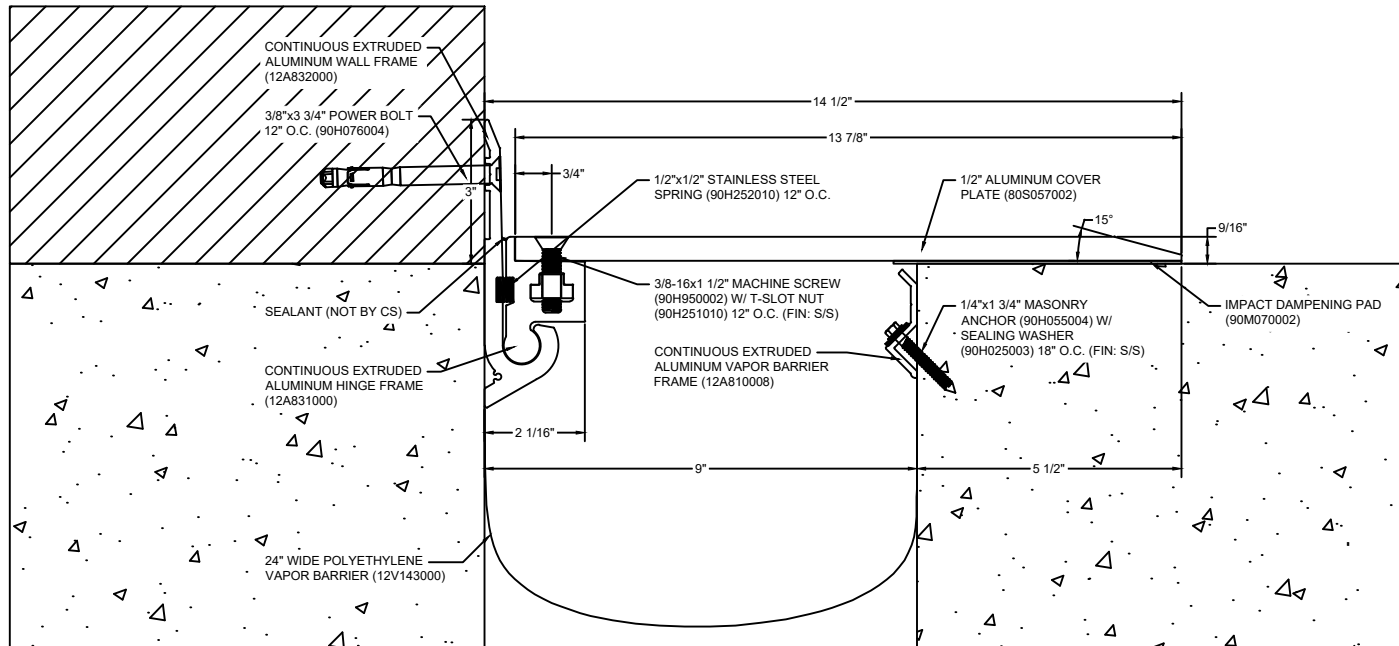 CONTINUOUS EXTRUDED
ALUMINUM WALL FRAME
(12A832000)
3/8"x3 3/4" POWER BOLT
12" O.C. (90H076004)
3"
14 1/2"
13 7/8"
3/4"
1/2"x1/2" STAINLESS STEEL
SPRING (90H252010) 12" O.C.
1/2" ALUMINUM COVER
PLATE (80S057002)
15°
9/16"
SEALANT (NOT BY CS)
3/8-16x1 1/2" MACHINE SCREW
(90H950002) W/ T-SLOT NUT
(90H251010) 12" O.C. (FIN: S/S)
1/4"x1 3/4" MASONRY
ANCHOR (90H055004) W/
SEALING WASHER
(90H025003) 18" O.C. (FIN: S/S)
IMPACT DAMPENING PAD
(90M070002)
CONTINUOUS EXTRUDED
ALUMINUM VAPOR BARRIER
FRAME (12A810008)
CONTINUOUS EXTRUDED
ALUMINUM HINGE FRAME
(12A831000)
2 1/16"
9"
5 1/2"
24" WIDE POLYETHYLENE
VAPOR BARRIER (12V143000)